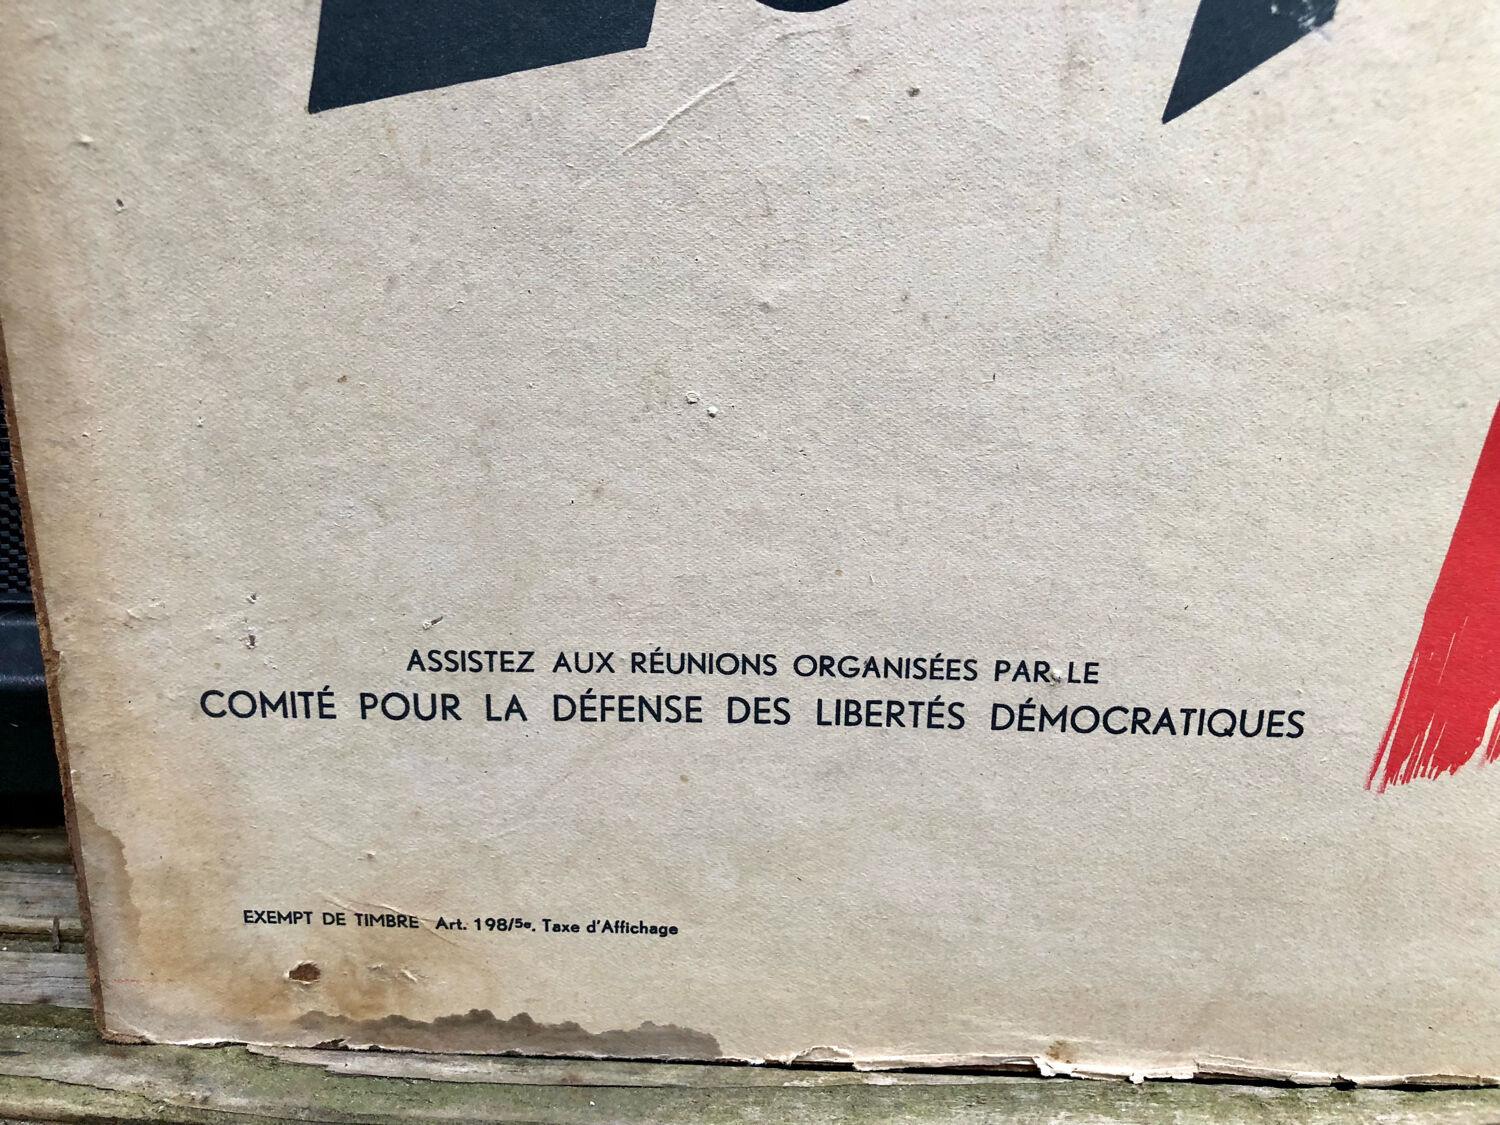 ASSISTEZ AUX RÉUNIONS ORGANISÉES PAR LE
COMITÉ POUR LA DÉFENSE DES LIBERTÉS DÉMOCRATIQUES
EXEMPT DE TIMBRE Art. 198/5e. Taxe d'Affichage